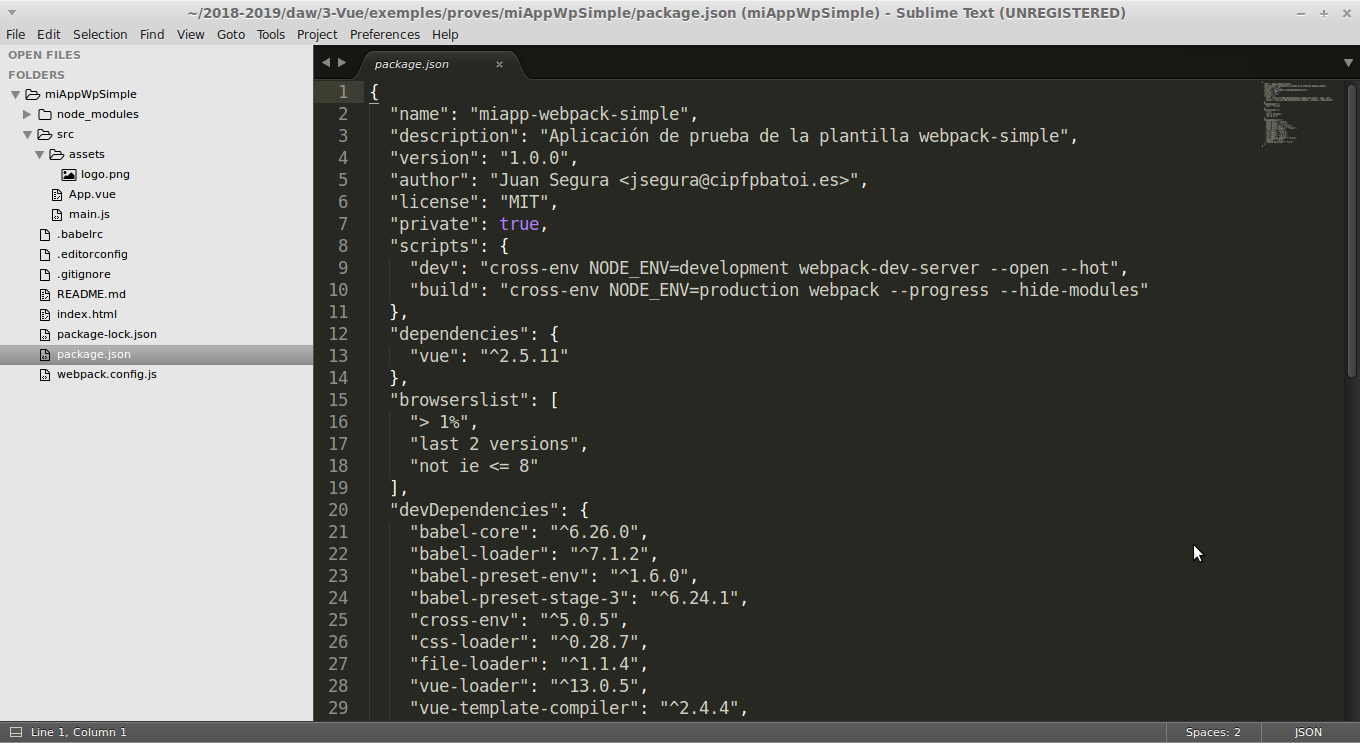 ~/2018-2019/daw/3-Vue/exemples/proves/miAppWpSimple/package.json (miAppWpSimple) - Sublime Text (UNREGISTERED)
File Edit Selection Find View Goto Tools Project Preferences Help
OPEN FILES
FOLDERS
miAppWpSimple
node_modules
src
assets
logo.png
App.vue
main.js
.babelrc
.editorconfig
.gitignore
README.md
index.html
package-lock.json
package.json
webpack.config.js
package.json
1 {
2 "name": "miapp-webpack-simple",
3 "description": "Aplicación de prueba de la plantilla webpack-simple",
4 "version": "1.0.0",
5 "author": "Juan Segura <jsegura@cipfpbatoi.es>",
6 "license": "MIT",
7 "private": true,
8 "scripts": {
9 "dev": "cross-env NODE_ENV=development webpack-dev-server --open --hot",
10 "build": "cross-env NODE_ENV=production webpack --progress --hide-modules"
11 },
12 "dependencies": {
13 "vue": "^2.5.11"
14 },
15 "browserslist": [
16 "> 1%",
17 "last 2 versions",
18 "not ie <= 8"
19 ],
20 "devDependencies": {
21 "babel-core": "^6.26.0",
22 "babel-loader": "^7.1.2",
23 "babel-preset-env": "^1.6.0",
24 "babel-preset-stage-3": "^6.24.1",
25 "cross-env": "^5.0.5",
26 "css-loader": "^0.28.7",
27 "file-loader": "^1.1.4",
28 "vue-loader": "^13.0.5",
29 "vue-template-compiler": "^2.4.4",
Line 1, Column 1
Spaces: 2
JSON